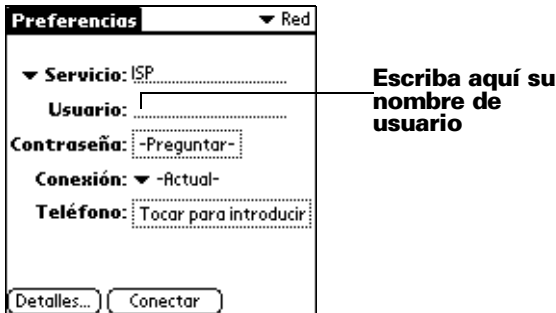 Preferencias Red
Servicio: ISP
Usuario:
Contraseña: -Preguntar-
Conexión: -Actual-
Teléfono: Tocar para introducir
Detalles... Conectar
Escriba aquí su
nombre de
usuario